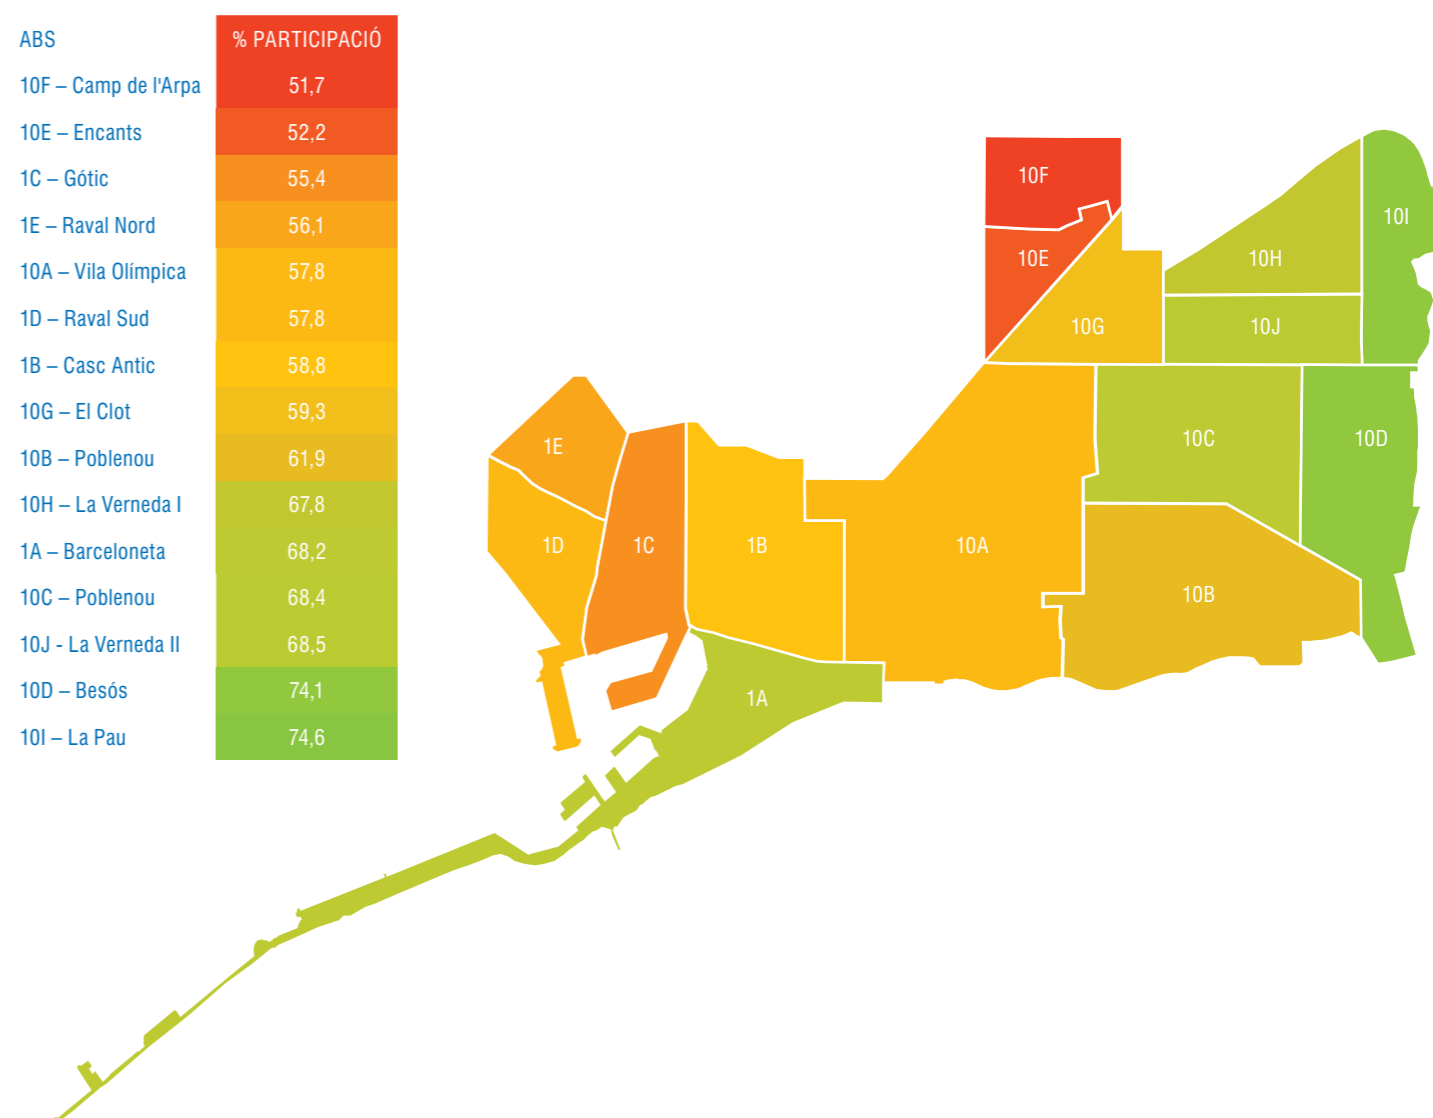 ABS % PARTICIPACIÓ
10F – Camp de l'Arpa 51,7
10E – Encants 52,2
1C – Gótic 55,4
1E – Raval Nord 56,1
10A – Vila Olímpica 57,8
1D – Raval Sud 57,8
1B – Casc Antic 58,8
10G – El Clot 59,3
10B – Poblenou 61,9
10H – La Verneda I 67,8
1A – Barceloneta 68,2
10C – Poblenou 68,4
10J - La Verneda II 68,5
10D – Besós 74,1
10I – La Pau 74,6
10F
10I
10E
10H
10G
10J
1E
10C
10D
1D
1C
1B
10A
10B
1A